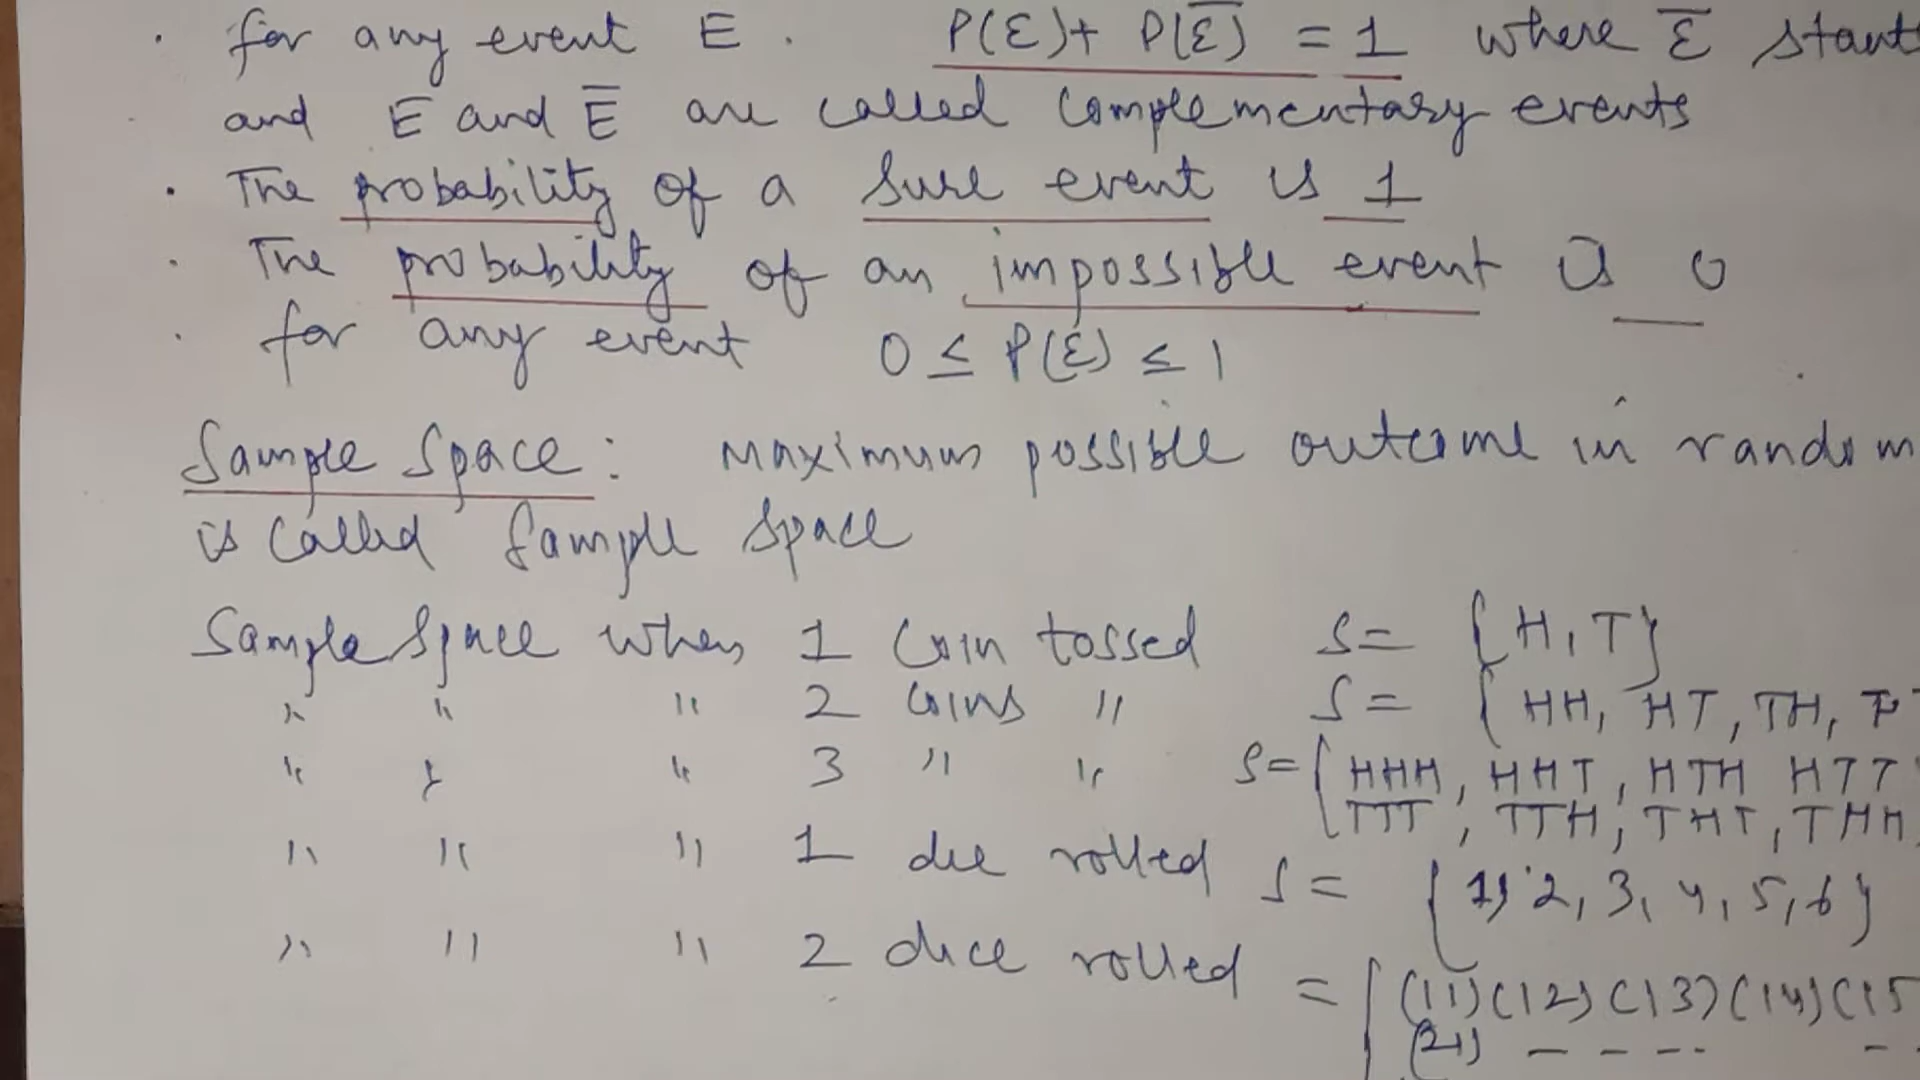 . for any event E . P(E)+ P(E̅) = 1 where E̅
and E and E̅ are called complementary events
. The probability of a sure event is 1
. The probability of an impossible event is 0
. for any event 0 ≤ P(E) ≤ 1
Sample Space : Maximum possible outcome in random
is called Sample Space
Sample Space when 1 Coin tossed S = {H, T}
" " " 2 Coins " S = { HH, HT, TH,
" " " 3 " " S = { HHH, HHT, HTH HTT
TTT, TTH, THT, THH,
" " " 1 die rolled S = { 1, 2, 3, 4, 5, 6 }
" " " 2 dice rolled = { (11) (12) (13) (14) (15
(21) - - - - - -